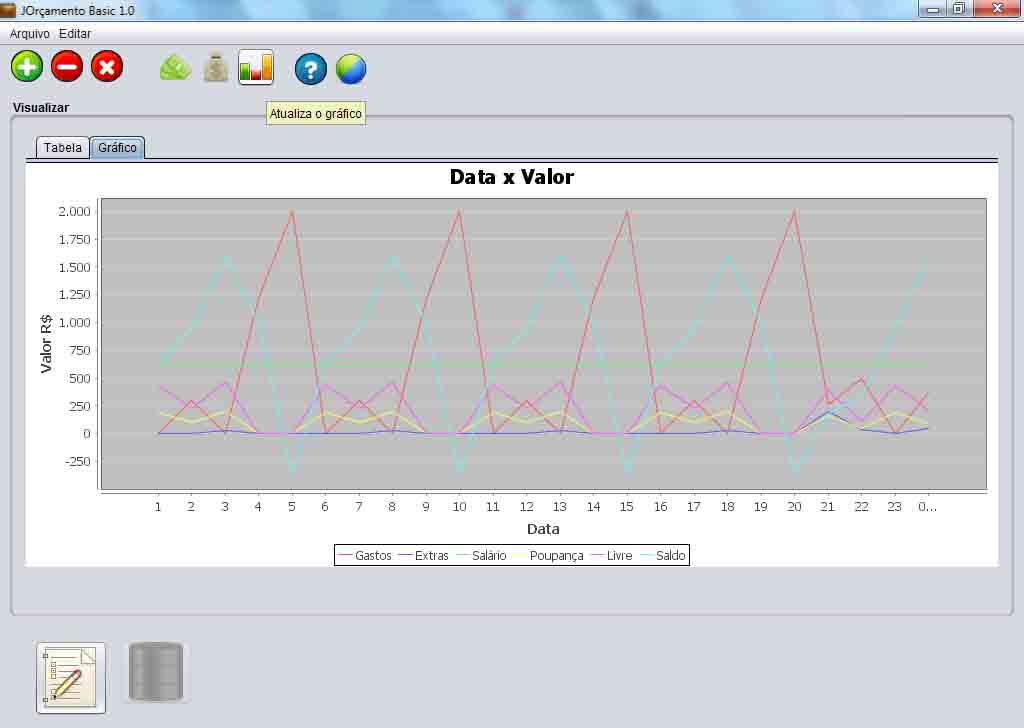 JOrçamento Basic 1.0
Arquivo Editar
?
Atualiza o gráfico
Visualizar
Tabela Gráfico
Data x Valor
Valor R$
2.000
1.750
1.500
1.250
1.000
750
500
250
0
-250
1 2 3 4 5 6 7 8 9 10 11 12 13 14 15 16 17 18 19 20 21 22 23 0...
Data
Gastos Extras Salário Poupança Livre Saldo